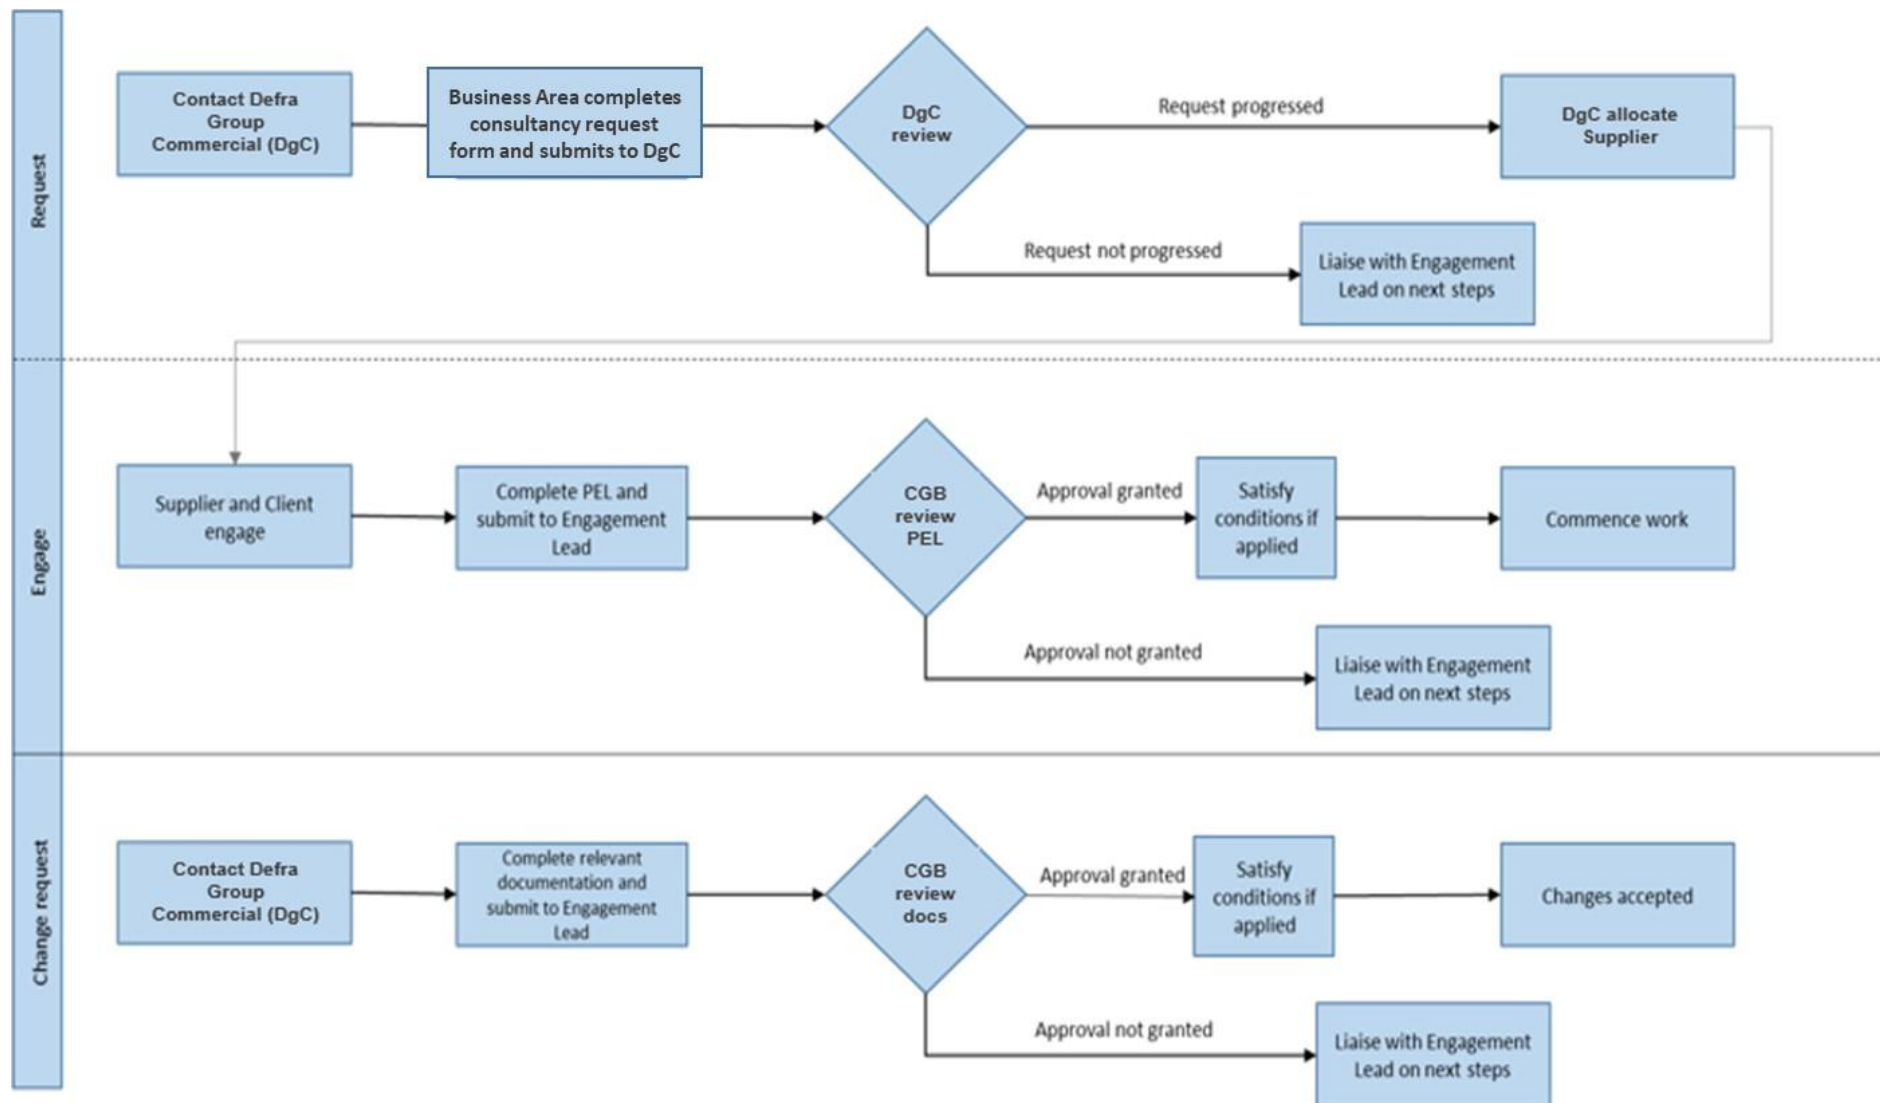 Request
Contact Defra
Group
Commercial (DgC)
Business Area completes
consultancy request
form and submits to DgC
DgC
review
Request progressed
DgC allocate
Supplier
Request not progressed
Liaise with Engagement
Lead on next steps
Engage
Supplier and Client
engage
Complete PEL and
submit to Engagement
Lead
CGB
review
PEL
Approval granted
Satisfy
conditions if
applied
Commence work
Approval not granted
Liaise with Engagement
Lead on next steps
Change request
Contact Defra
Group
Commercial (DgC)
Complete relevant
documentation and
submit to Engagement
Lead
CGB
review
docs
Approval granted
Satisfy
conditions if
applied
Changes accepted
Approval not granted
Liaise with Engagement
Lead on next steps